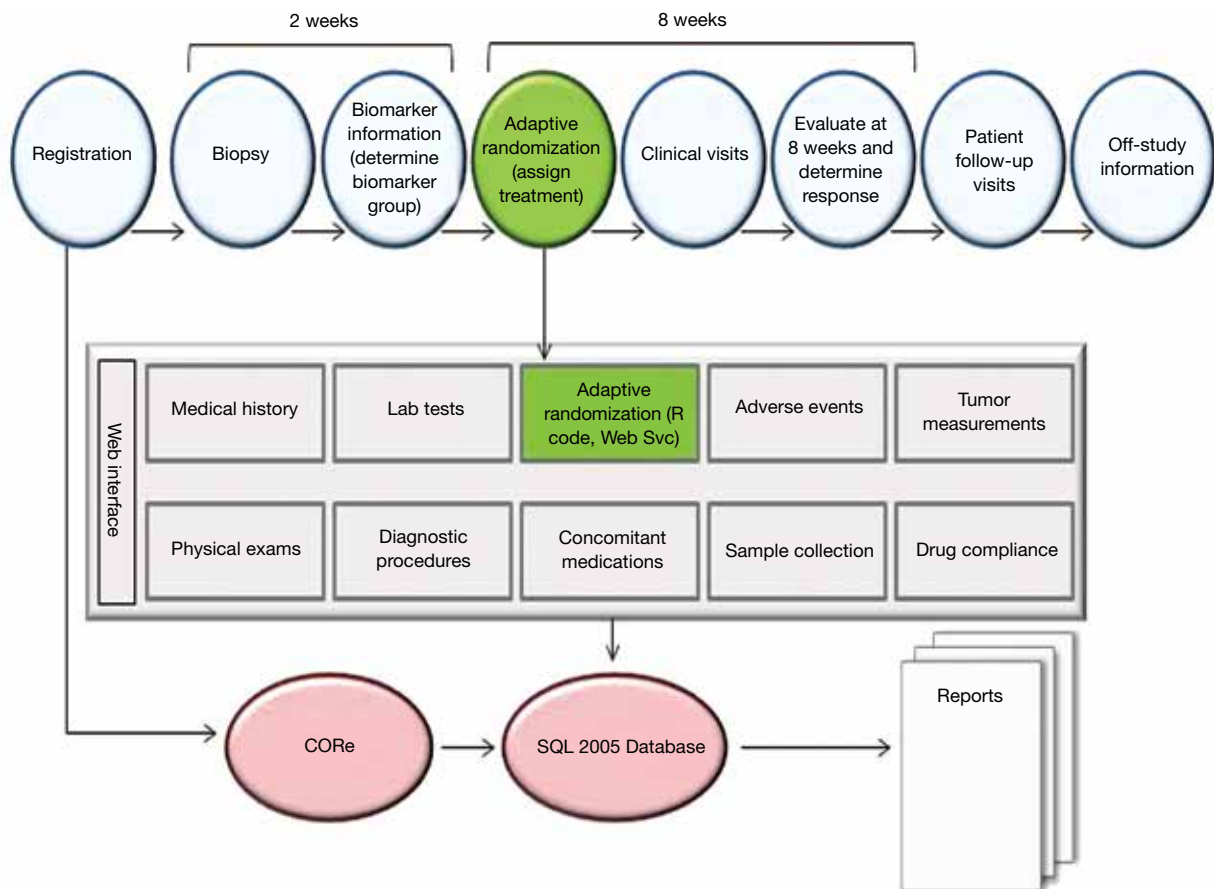 2 weeks
8 weeks
Registration
Biopsy
Biomarker
information
(determine
biomarker
group)
Adaptive
randomization
(assign
treatment)
Clinical visits
Evaluate at
8 weeks and
determine
response
Patient
follow-up
visits
Off-study
information
Web interface
Medical history
Lab tests
Adaptive
randomization (R
code, Web Svc)
Adverse events
Tumor
measurements
Physical exams
Diagnostic
procedures
Concomitant
medications
Sample collection
Drug compliance
CORe
SQL 2005 Database
Reports